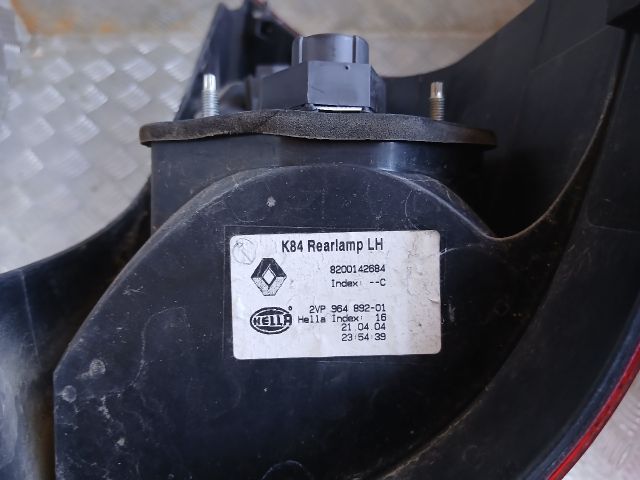 K84 Rearlamp LH
8200142684
Index: --C
2VP 964 892-01
HELLA Hella Index: 16
21 04 04
23:54:39